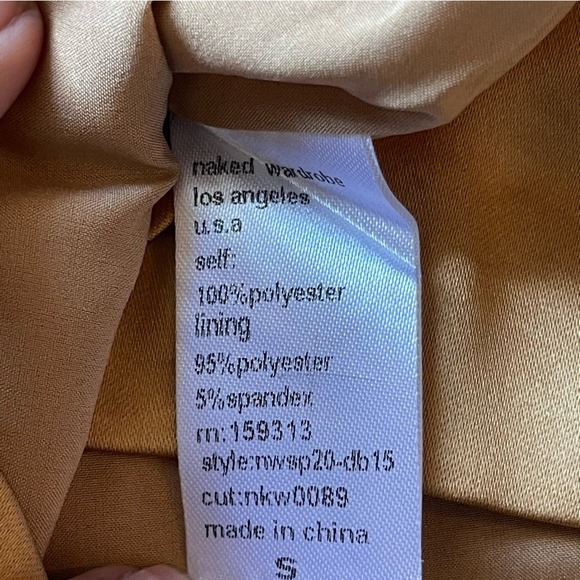 naked wardrobe
los angeles
u.s.a
self:
100%polyester
lining
95%polyester
5%spandex
rn:159313
style:nwsp20-db15
cut:nkw0089
made in china
S